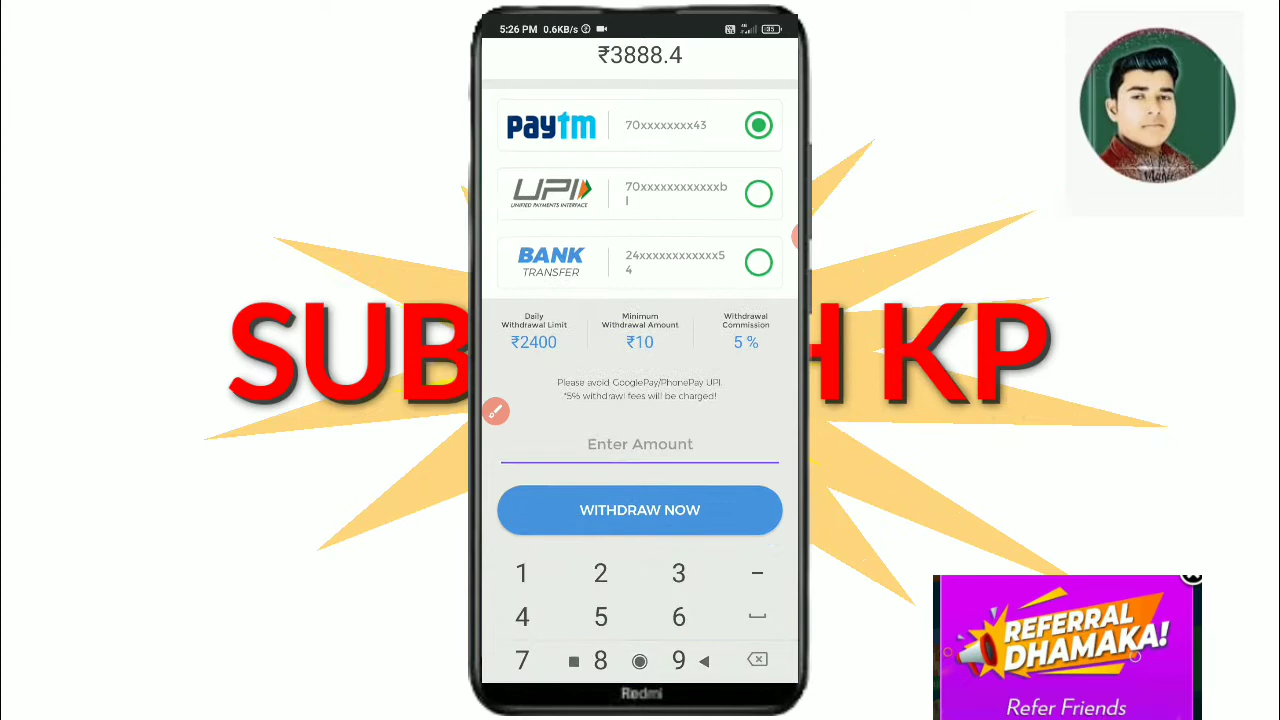 5:26 PM 0.6KB/s
35
₹3888.4
paytm
70xxxxxxxx43
UPI
UNIFIED PAYMENTS INTERFACE
70xxxxxxxxxxxxb
l
BANK
TRANSFER
24xxxxxxxxxxxx5
4
Daily
Withdrawal Limit
₹2400
Minimum
Withdrawal Amount
₹10
Withdrawal
Commission
5 %
Please avoid GooglePay/PhonePay UPI.
*5% withdrawl fees will be charged!
SUB
H KP
Enter Amount
WITHDRAW NOW
1 2 3 -
4 5 6
7 8 9
Redmi
REFERRAL
DHAMAKA!
Refer Friends